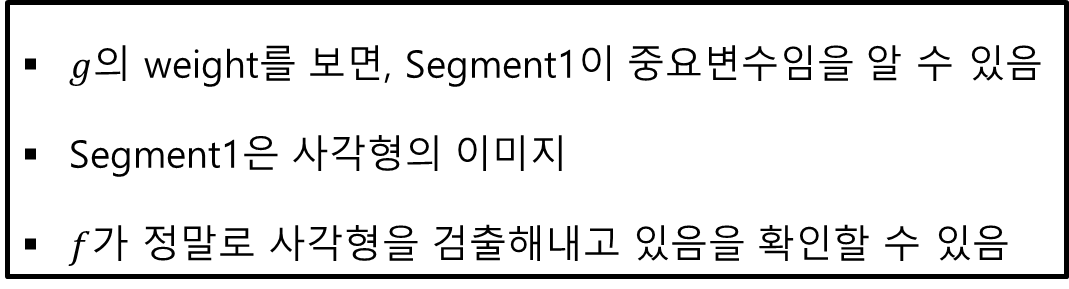 ▪ 𝑔의 weight를 보면, Segment1이 중요변수임을 알 수 있음
▪ Segment1은 사각형의 이미지
▪ 𝑓가 정말로 사각형을 검출해내고 있음을 확인할 수 있음